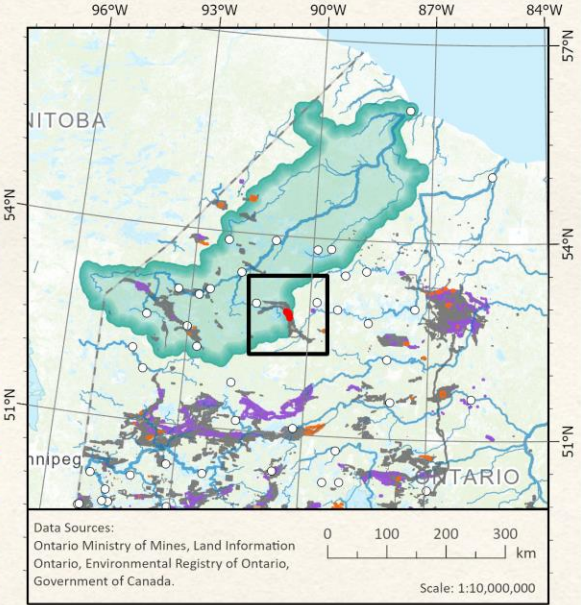 96°W 93°W 90°W 87°W 84°W
57°N
NITOBA
54°N
54°N
51°N
51°N
nnipeg
ONTARIO
Data Sources:
Ontario Ministry of Mines, Land Information
Ontario, Environmental Registry of Ontario,
Government of Canada.
0 100 200 300
km
Scale: 1:10,000,000